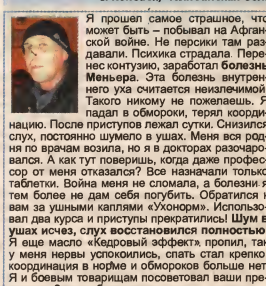 Я прошел самое страшное, что
может быть – побывал на Афган-
ской войне. Не персики там раз-
давали. Психика страдала. Пере-
нес контузию, заработал болезнь
Меньера. Эта болезнь внутрен-
него уха считается неизлечимой.
Такого никому не пожелаешь. Я
падал в обмороки, терял коорди-
нацию. После приступов лежал сутки. Снизился
слух, постоянно шумело в ушах. Меня вся род-
ня по врачам возила, но я в докторах разочаро-
вался. А как тут поверишь, когда даже профес-
сор от меня отказался? Все назначали только
таблетки. Война меня не сломала, а болезни я
тем более не дам себя погубить. Обратился к
вам за ушными каплями «Ухонорм». Использо-
вал два курса и приступы прекратились! Шум в
ушах исчез, слух восстановился полностью.
Я еще масло «Кедровый эффект» пропил, так
у меня нервы успокоились, спать стал крепко,
координация в норме и обмороков больше нет.
Я и боевым товарищам посоветовал ваши пре-